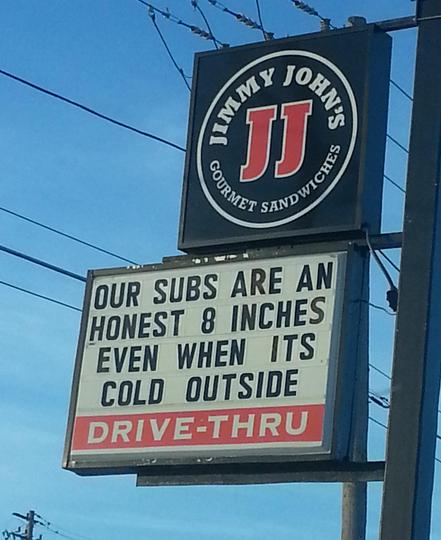 JIMMY JOHN'S
JJ
GOURMET SANDWICHES
OUR SUBS ARE AN
HONEST 8 INCHES
EVEN WHEN ITS
COLD OUTSIDE
DRIVE-THRU